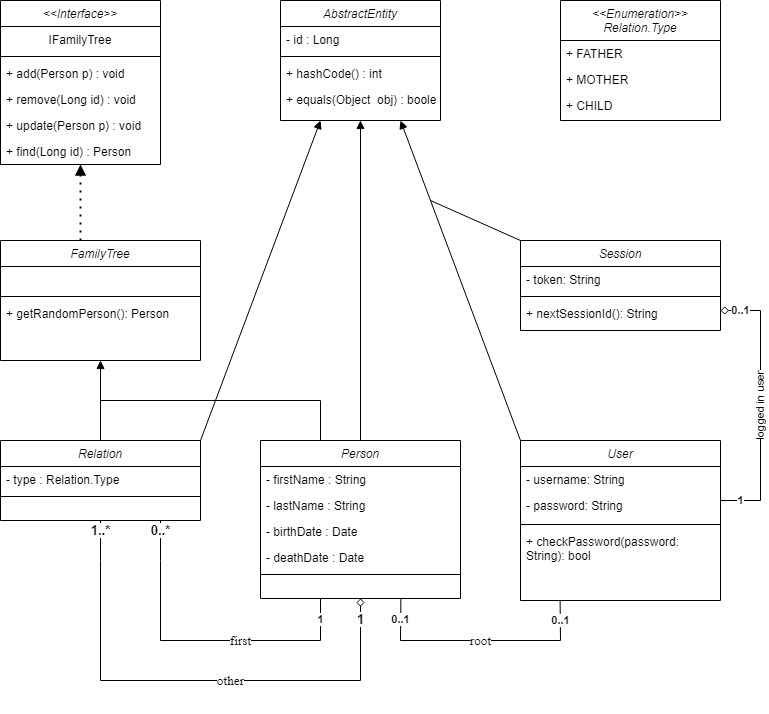 <<Interface>>
IFamilyTree
+ add(Person p) : void
+ remove(Long id) : void
+ update(Person p) : void
+ find(Long id) : Person
AbstractEntity
- id : Long
+ hashCode() : int
+ equals(Object  obj) : boole
<<Enumeration>>
Relation.Type
+ FATHER
+ MOTHER
+ CHILD
FamilyTree
+ getRandomPerson(): Person
Session
- token: String
+ nextSessionId(): String
0..1
logged in user
1
Relation
- type : Relation.Type
1..*
0..*
Person
- firstName : String
- lastName : String
- birthDate : Date
- deathDate : Date
1
1
0..1
User
- username: String
- password: String
+ checkPassword(password:
String): bool
0..1
first
root
other